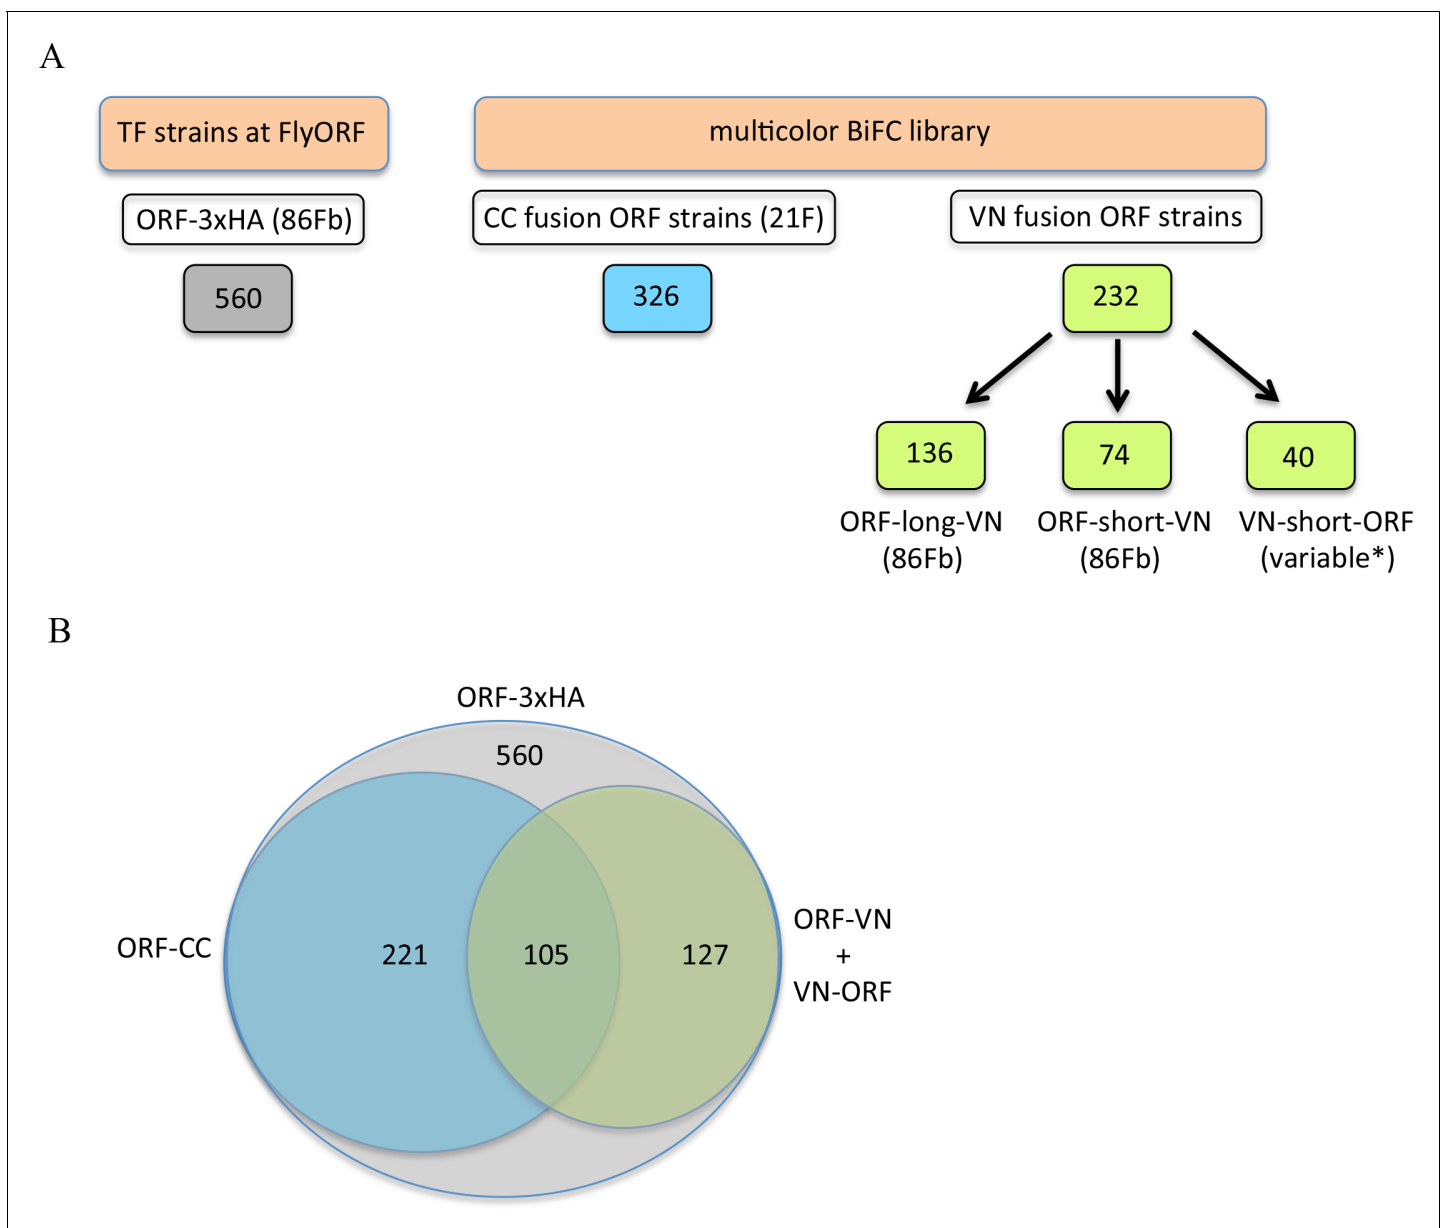 A
TF strains at FlyORF
multicolor BiFC library
ORF-3xHA (86Fb)
CC fusion ORF strains (21F)
VN fusion ORF strains
560
326
232
136
74
40
ORF-long-VN
(86Fb)
ORF-short-VN
(86Fb)
VN-short-ORF
(variable*)
B
ORF-3xHA
560
ORF-CC
221
105
127
ORF-VN
+
VN-ORF